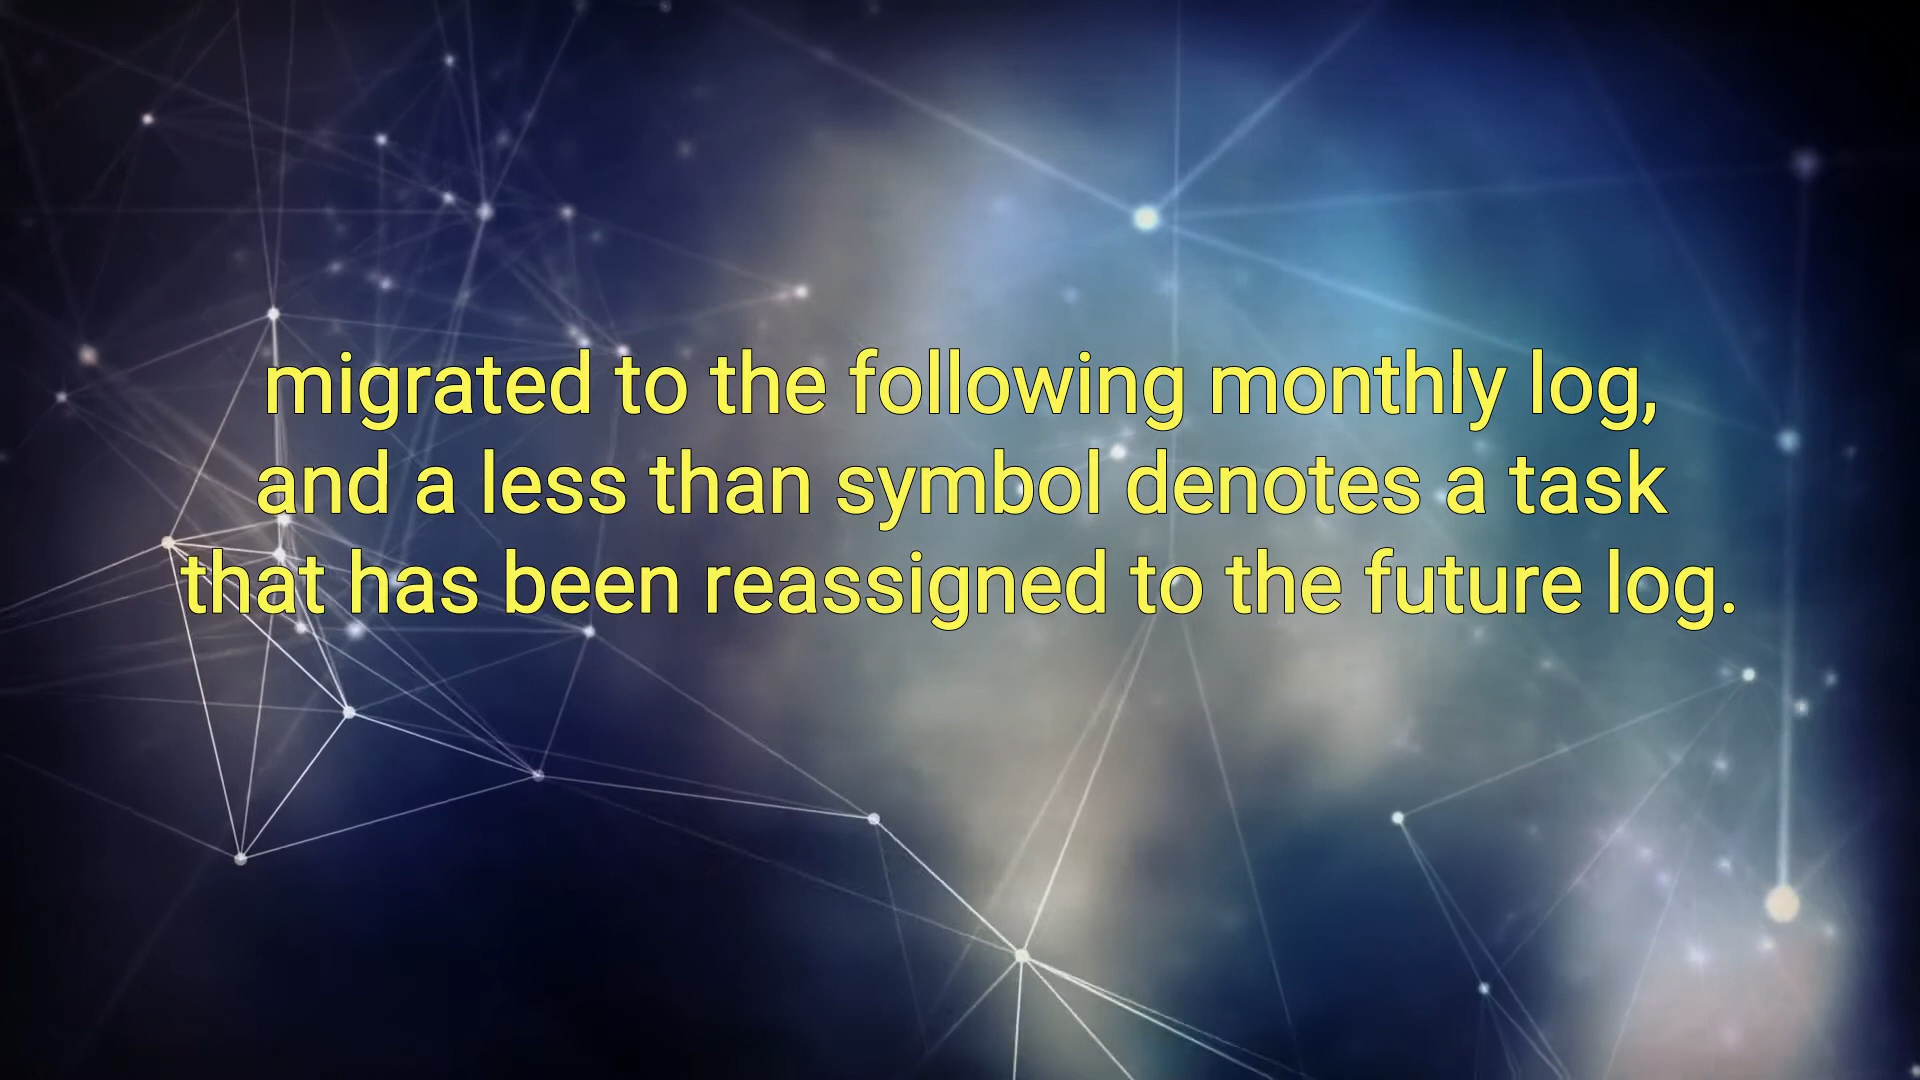 migrated to the following monthly log,
and a less than symbol denotes a task
that has been reassigned to the future log.